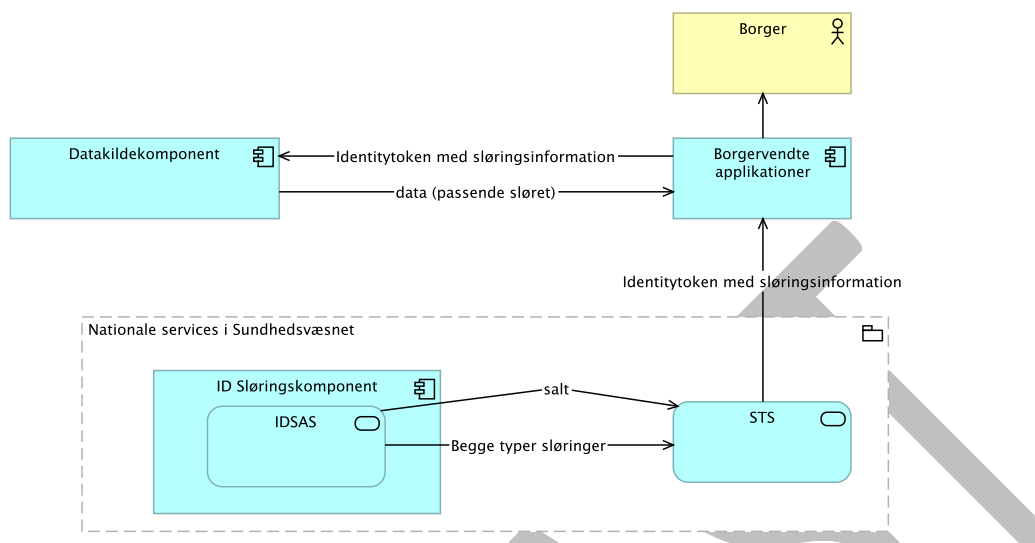 Borger
Datakildekomponent
Identitytoken med sløringsinformation
Borgervendte
applikationer
data (passende sløret)
Identitytoken med sløringsinformation
Nationale services i Sundhedsvæsnet
ID Sløringskomponent
salt
IDSAS
STS
Begge typer sløringer